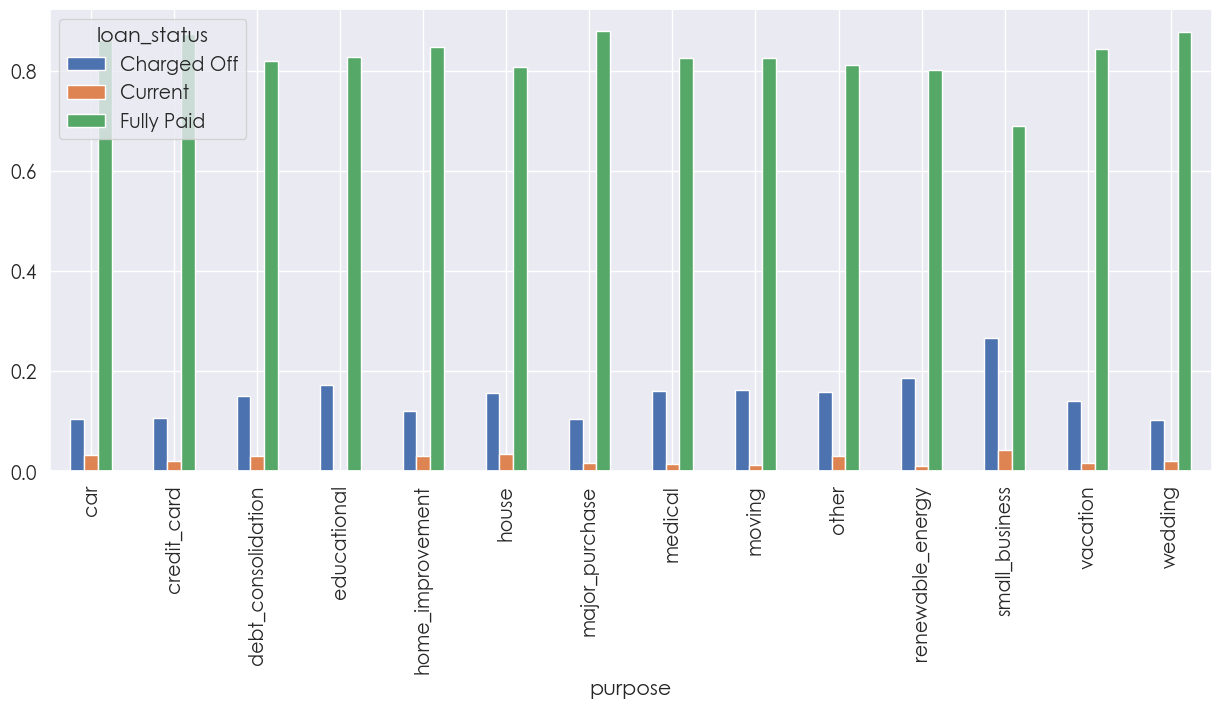 loan_status
Charged Off
Current
Fully Paid
0.8
0.6
0.4
0.2
0.0
car
credit_card
debt_consolidation
educational
home_improvement
house
major_purchase
medical
moving
other
renewable_energy
small_business
vacation
wedding
purpose